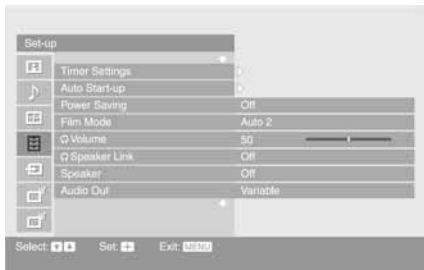 Set-up
Timer Settings
Auto Start-up
Power Saving Off
Film Mode Auto 2
Volume 50
Speaker Link Off
Speaker Off
Audio Out Variable
Select: Set: Exit: MENU